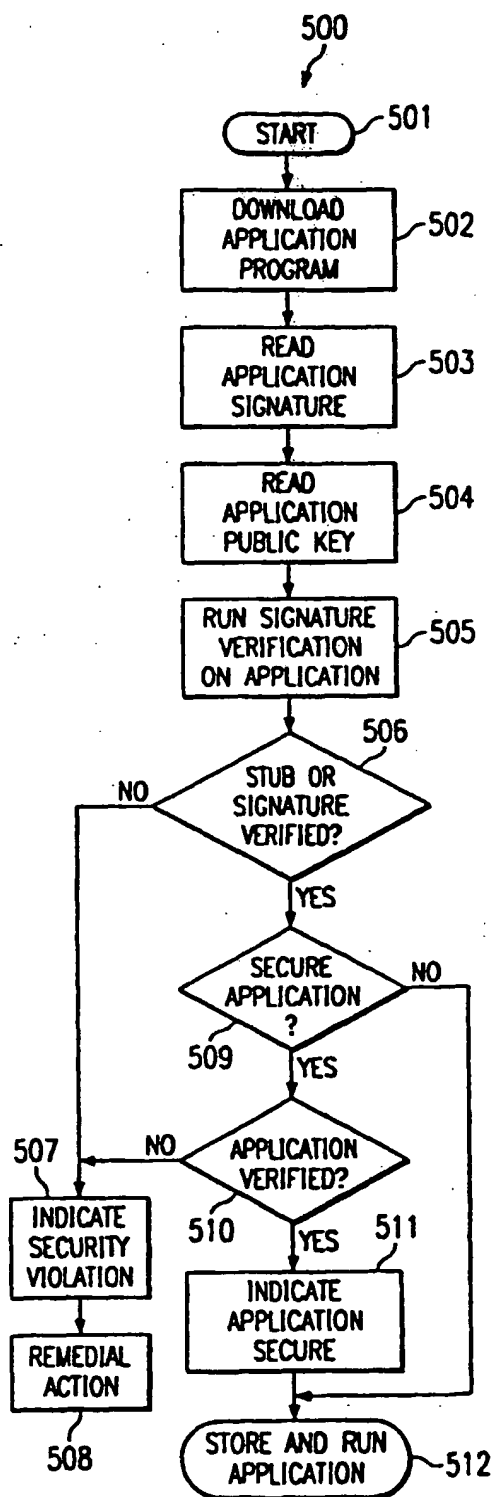 500
START
501
DOWNLOAD
APPLICATION
PROGRAM
502
READ
APPLICATION
SIGNATURE
503
READ
APPLICATION
PUBLIC KEY
504
RUN SIGNATURE
VERIFICATION
ON APPLICATION
505
506
STUB OR
SIGNATURE
VERIFIED?
NO
YES
SECURE
APPLICATION
?
NO
509
YES
507
NO
APPLICATION
VERIFIED?
510
YES
511
INDICATE
SECURITY
VIOLATION
INDICATE
APPLICATION
SECURE
REMEDIAL
ACTION
508
STORE AND RUN
APPLICATION
512